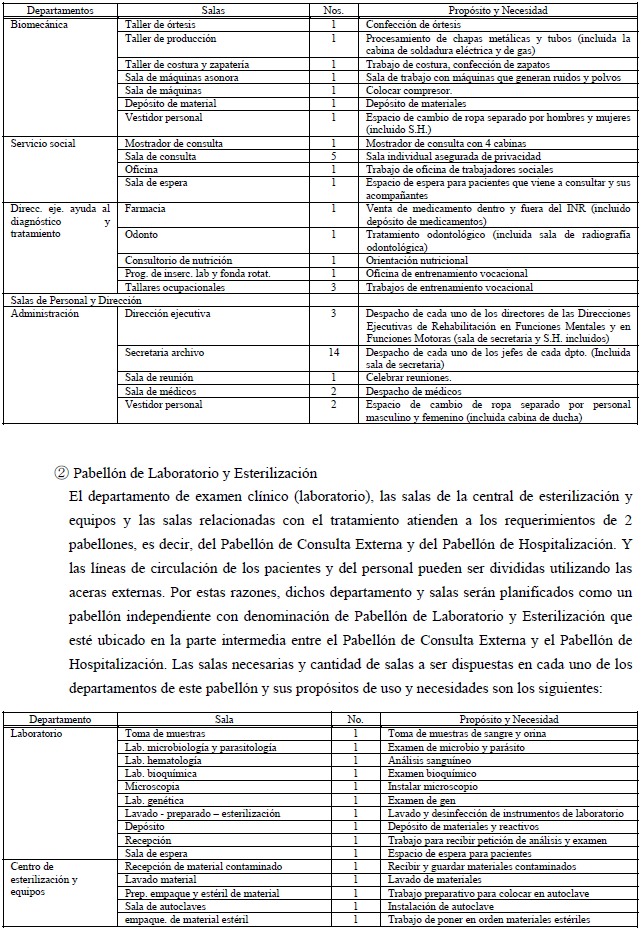 Departamentos Salas Nos. Propósito y Necesidad
Biomecánica Taller de órtesis 1 Confección de órtesis
Taller de producción 1 Procesamiento de chapas metálicas y tubos (incluida la
cabina de soldadura eléctrica y de gas)
Taller de costura y zapatería 1 Trabajo de costura, confección de zapatos
Sala de máquinas asonora 1 Sala de trabajo con máquinas que generan ruidos y polvos
Sala de máquinas 1 Colocar compresor.
Depósito de material 1 Depósito de materiales
Vestidor personal 1 Espacio de cambio de ropa separado por hombres y mujeres
(incluido S.H.)
Servicio social Mostrador de consulta 1 Mostrador de consulta con 4 cabinas
Sala de consulta 5 Sala individual asegurada de privacidad
Oficina 1 Trabajo de oficina de trabajadores sociales
Sala de espera 1 Espacio de espera para pacientes que viene a consultar y sus
acompañantes
Direcc. eje. ayuda al Farmacia 1 Venta de medicamento dentro y fuera del INR (incluido
diagnóstico y depósito de medicamentos)
tratamiento Odonto 1 Tratamiento odontológico (incluida sala de radiografía
odontológica)
Consultorio de nutrición 1 Orientación nutricional
Prog. de inserc. lab y fonda rotat. 1 Oficina de entrenamiento vocacional
Tallares ocupacionales 3 Trabajos de entrenamiento vocacional
Salas de Personal y Dirección
Administración Dirección ejecutiva 3 Despacho de cada uno de los directores de las Direcciones
Ejecutivas de Rehabilitación en Funciones Mentales y en
Funciones Motoras (sala de secretaria y S.H. incluidos)
Secretaria archivo 14 Despacho de cada uno de los jefes de cada dpto. (Incluida
sala de secretaria)
Sala de reunión 1 Celebrar reuniones.
Sala de médicos 2 Despacho de médicos
Vestidor personal 2 Espacio de cambio de ropa separado por personal
masculino y femenino (incluida cabina de ducha)
② Pabellón de Laboratorio y Esterilización
El departamento de examen clínico (laboratorio), las salas de la central de esterilización y
equipos y las salas relacionadas con el tratamiento atienden a los requerimientos de 2
pabellones, es decir, del Pabellón de Consulta Externa y del Pabellón de Hospitalización. Y
las líneas de circulación de los pacientes y del personal pueden ser divididas utilizando las
aceras externas. Por estas razones, dichos departamento y salas serán planificados como un
pabellón independiente con denominación de Pabellón de Laboratorio y Esterilización que
esté ubicado en la parte intermedia entre el Pabellón de Consulta Externa y el Pabellón de
Hospitalización. Las salas necesarias y cantidad de salas a ser dispuestas en cada uno de los
departamentos de este pabellón y sus propósitos de uso y necesidades son los siguientes:
Departamento Sala No. Propósito y Necesidad
Laboratorio Toma de muestras 1 Toma de muestras de sangre y orina
Lab. microbiología y parasitología 1 Examen de microbio y parásito
Lab. hematología 1 Análisis sanguíneo
Lab. bioquímica 1 Examen bioquímico
Microscopia 1 Instalar microscopio
Lab. genética 1 Examen de gen
Lavado - preparado – esterilización 1 Lavado y desinfección de instrumentos de laboratorio
Depósito 1 Depósito de materiales y reactivos
Recepción 1 Trabajo para recibir petición de análisis y examen
Sala de espera 1 Espacio de espera para pacientes
Centro de Recepción de material contaminado 1 Recibir y guardar materiales contaminados
esterilización y Lavado material 1 Lavado de materiales
equipos Prep. empaque y estéril de material 1 Trabajo preparativo para colocar en autoclave
Sala de autoclaves 1 Instalación de autoclave
empaque. de material estéril 1 Trabajo de poner en orden materiales estériles